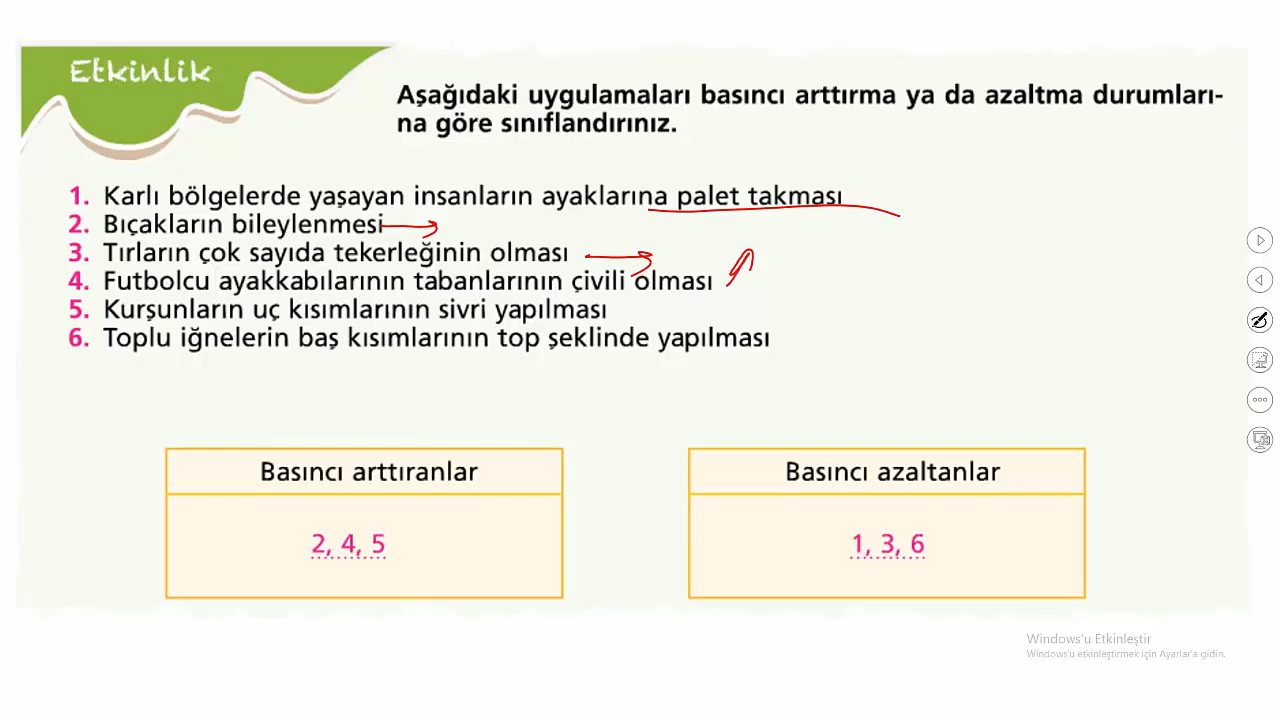 Etkinlik
Aşağıdaki uygulamaları basıncı arttırma ya da azaltma durumları-
na göre sınıflandırınız.
1. Karlı bölgelerde yaşayan insanların ayaklarına palet takması
2. Bıçakların bileylenmesi
3. Tırların çok sayıda tekerleğinin olması
4. Futbolcu ayakkabılarının tabanlarının çivili olması
5. Kurşunların uç kısımlarının sivri yapılması
6. Toplu iğnelerin baş kısımlarının top şeklinde yapılması
Basıncı arttıranlar
2, 4, 5
Basıncı azaltanlar
1, 3, 6
Windows'u Etkinleştir
Windows'u etkinleştirmek için Ayarlar'a gidin.